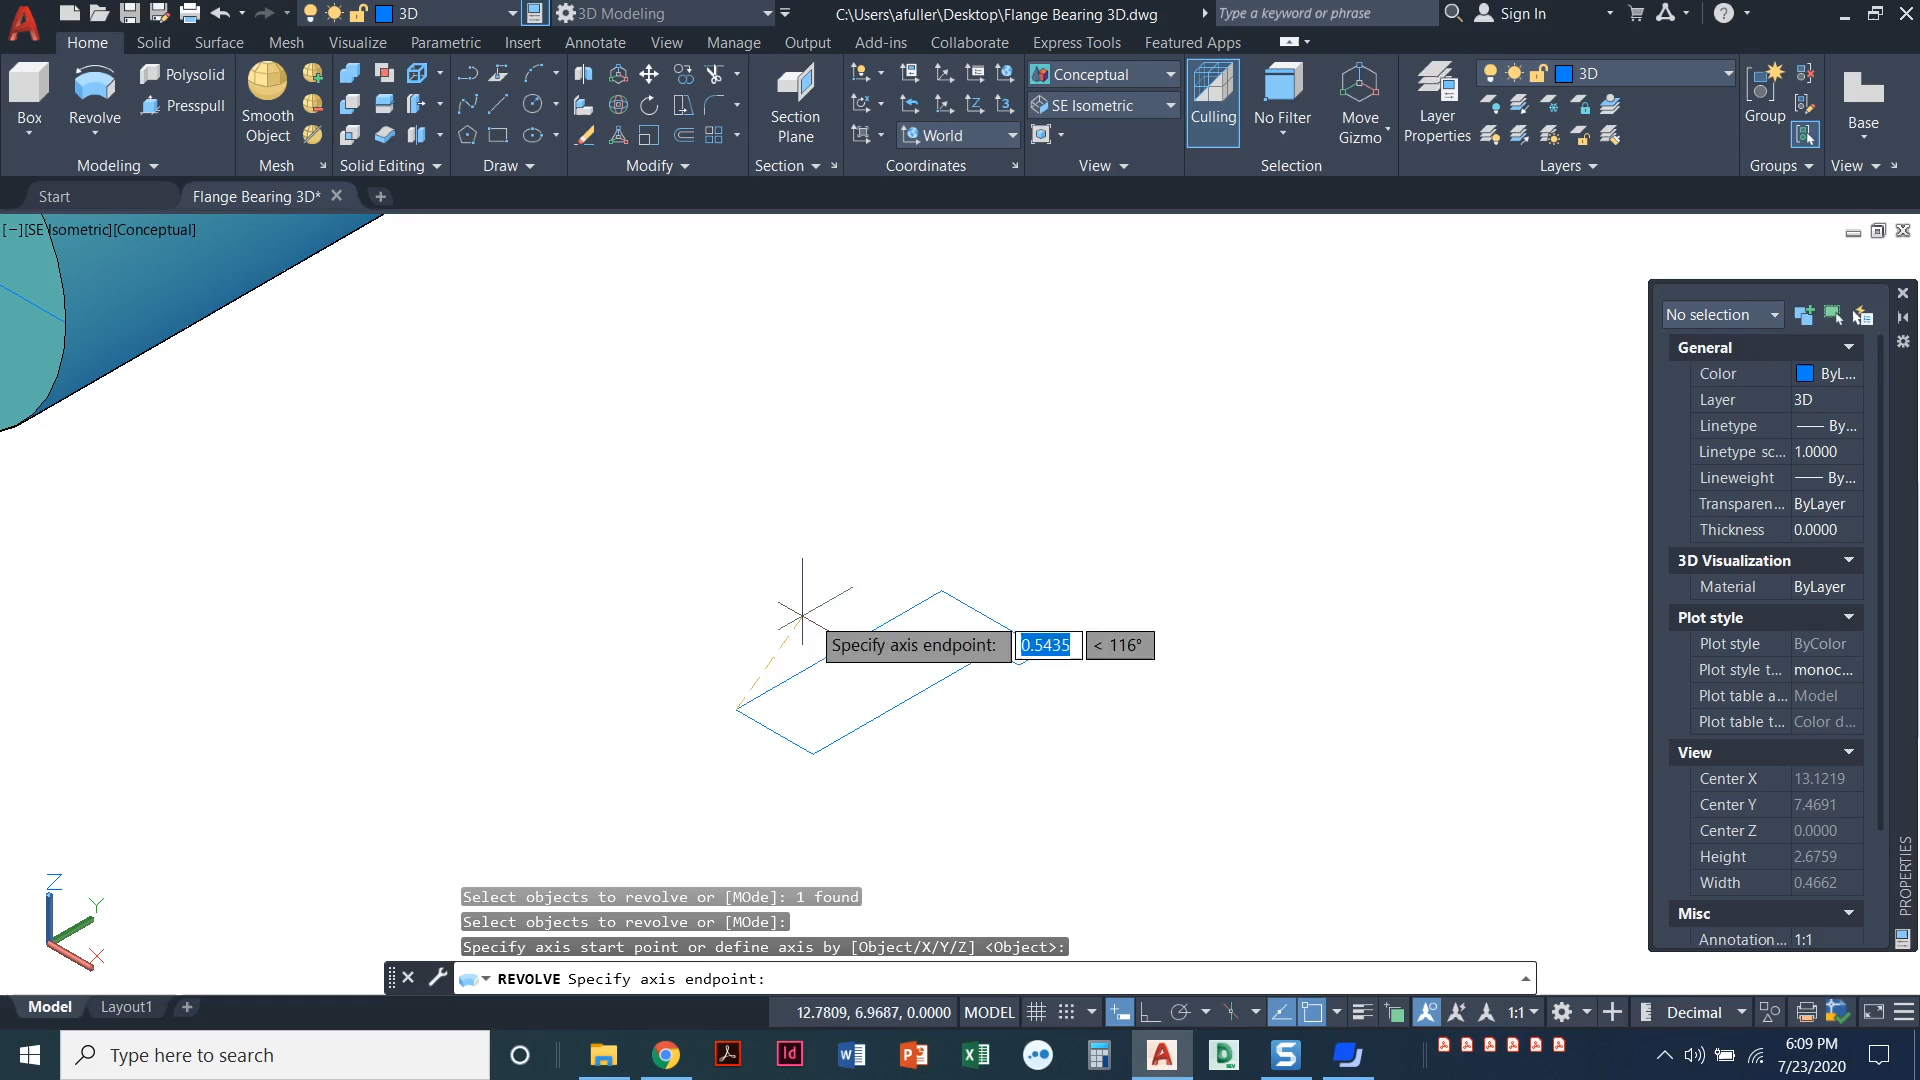 3D
3D Modeling
C:\Users\afuller\Desktop\Flange Bearing 3D.dwg
Type a keyword or phrase
Sign In
Home
Solid
Surface
Mesh
Visualize
Parametric
Insert
Annotate
View
Manage
Output
Add-ins
Collaborate
Express Tools
Featured Apps
Box
Revolve
Polysolid
Presspull
Modeling
Smooth
Object
Mesh
Solid Editing
Draw
Modify
Section
Plane
Section
World
Coordinates
Conceptual
SE Isometric
View
Culling
No Filter
Move
Gizmo
Selection
Layer
Properties
3D
Layers
Group
Groups
Base
View
Start
Flange Bearing 3D*
[−][SE Isometric][Conceptual]
Specify axis endpoint:
0.5435
< 116°
No selection
General
Color
ByL...
Layer
3D
Linetype
By...
Linetype sc...
1.0000
Lineweight
By...
Transparen...
ByLayer
Thickness
0.0000
3D Visualization
Material
ByLayer
Plot style
Plot style
ByColor
Plot style t...
monoc...
Plot table a...
Model
Plot table t...
Color d...
View
Center X
13.1219
Center Y
7.4691
Center Z
0.0000
Height
2.6759
Width
0.4662
Misc
Annotation...
1:1
PROPERTIES
Z
Y
X
Select objects to revolve or [MOde]: 1 found
Select objects to revolve or [MOde]:
Specify axis start point or define axis by [Object/X/Y/Z] <Object>:
REVOLVE Specify axis endpoint:
Model
Layout1
12.7809, 6.9687, 0.0000
MODEL
1:1
Decimal
Type here to search
6:09 PM
7/23/2020